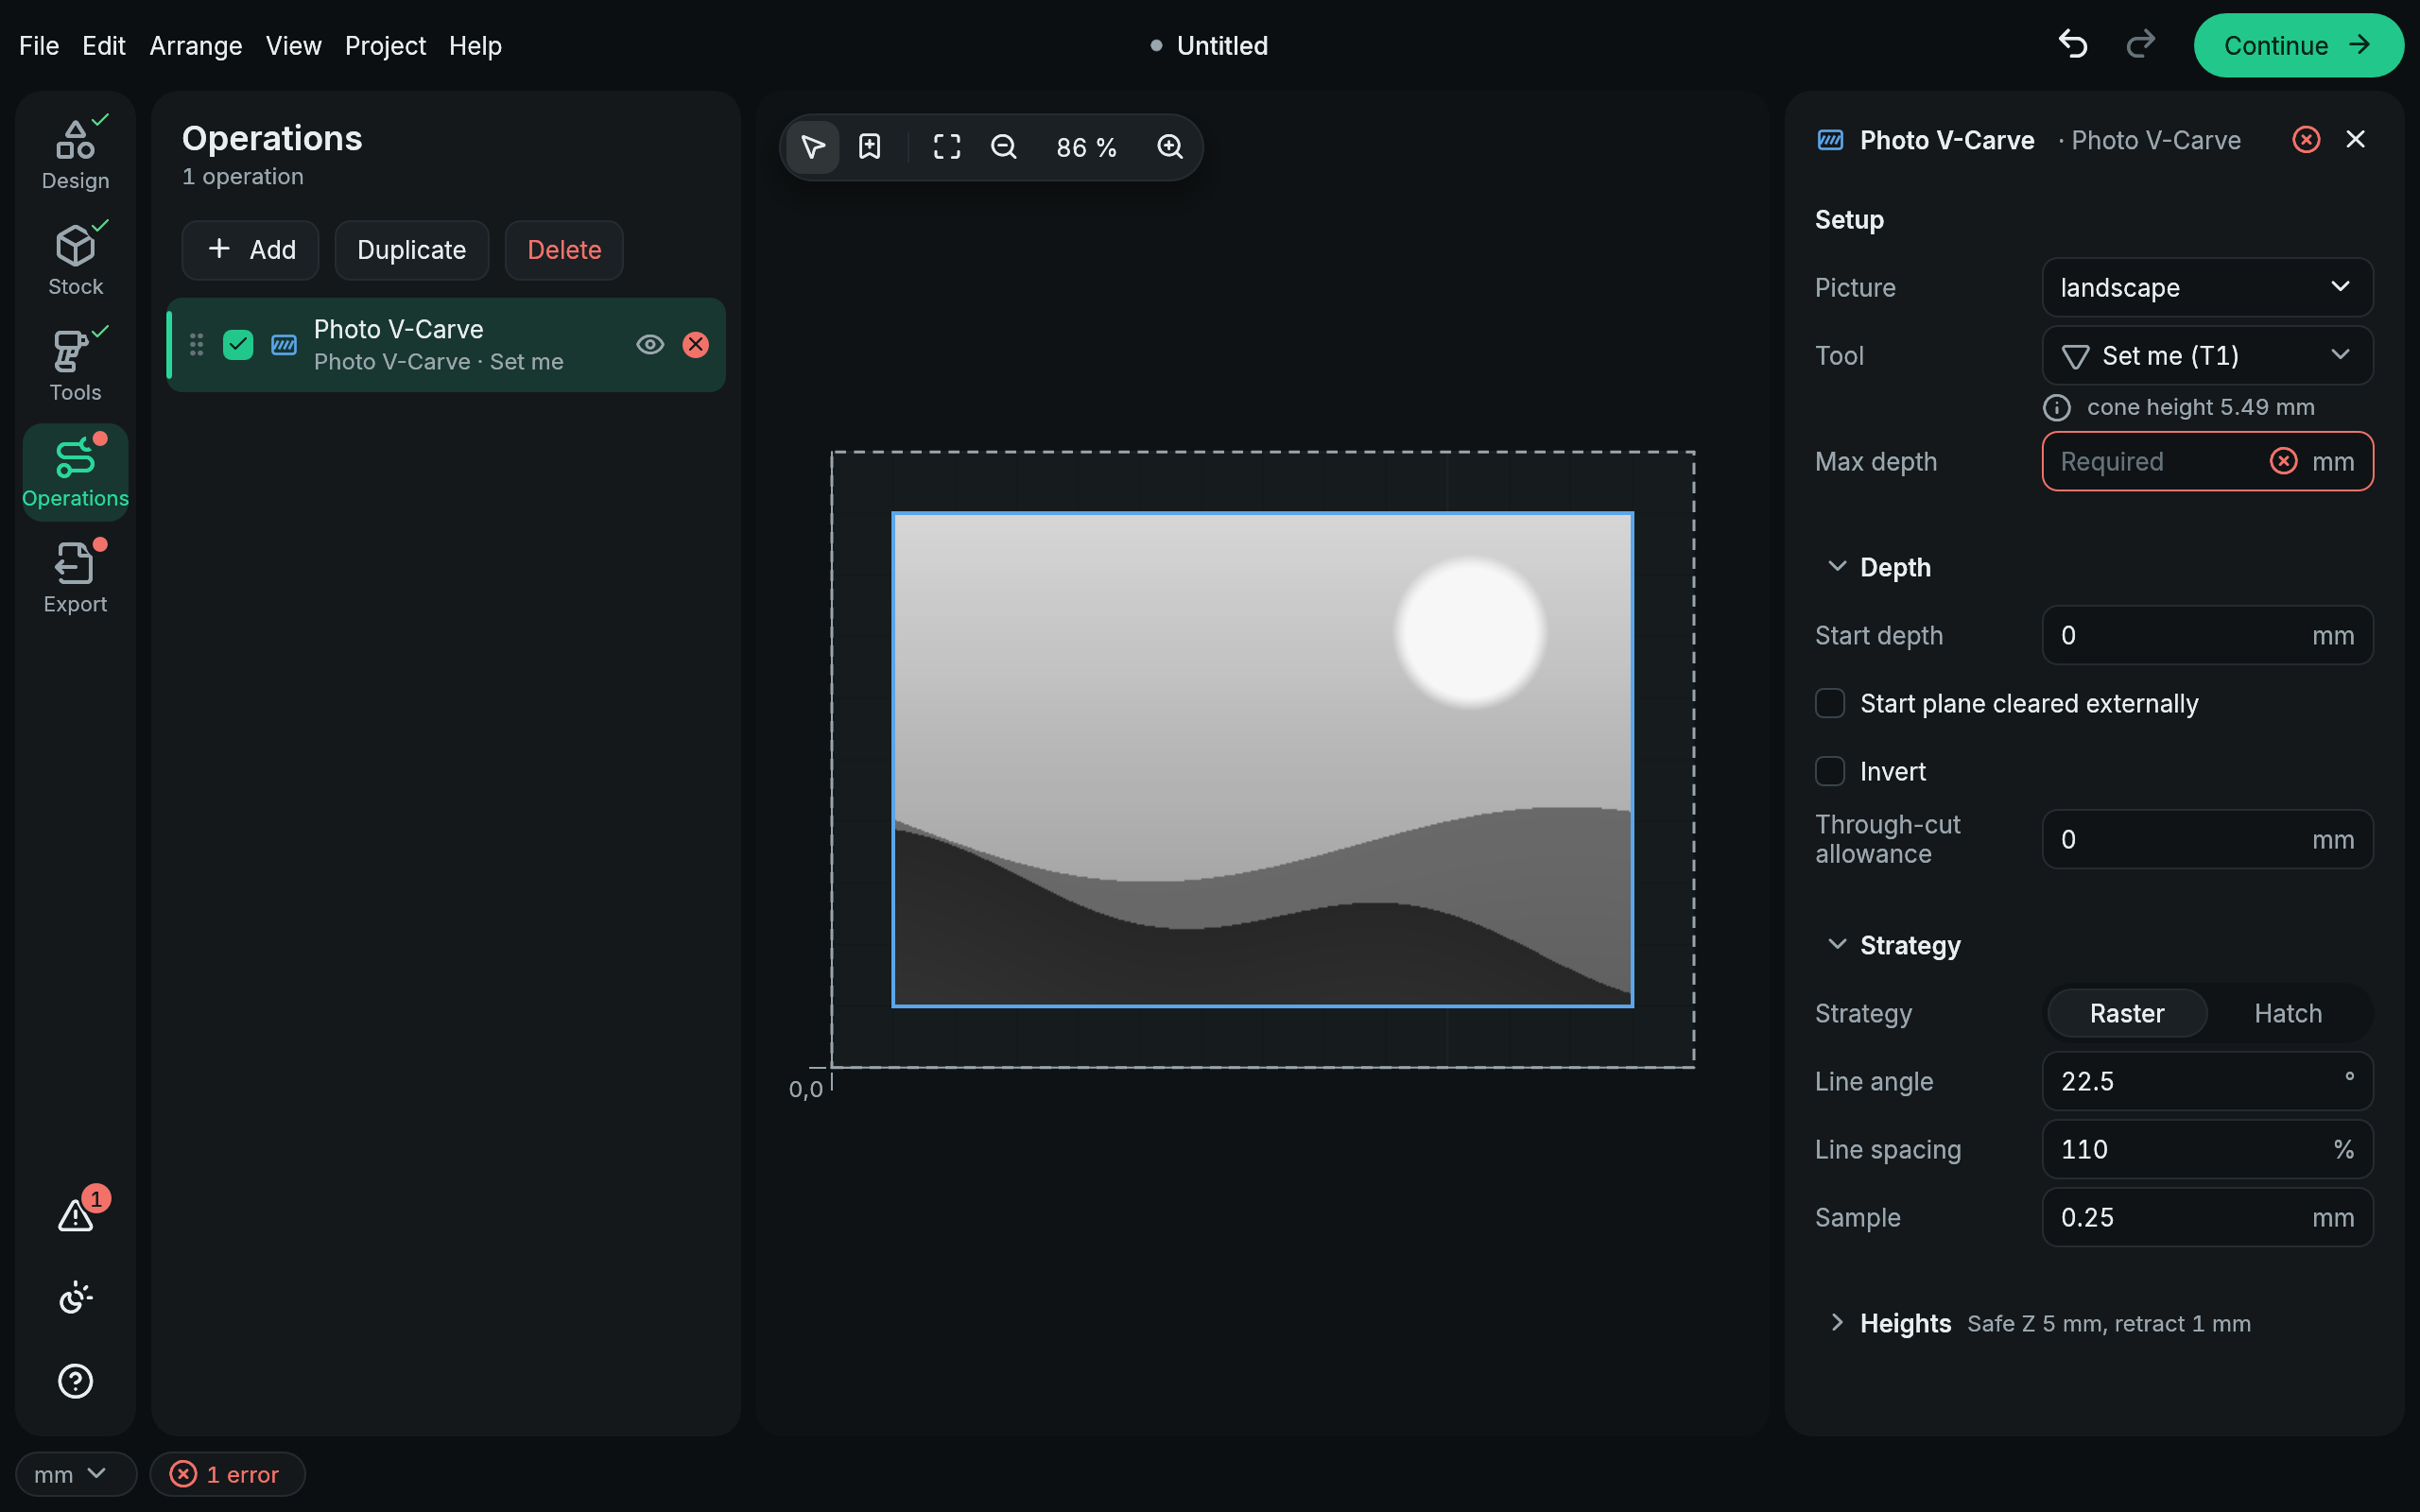 File Edit Arrange View Project Help
Untitled
Continue
Design
Stock
Tools
Operations
Export
1
Operations
1 operation
Add Duplicate Delete
Photo V-Carve
Photo V-Carve · Set me
86 %
0,0
Photo V-Carve · Photo V-Carve
Setup
Picture landscape
Tool Set me (T1)
cone height 5.49 mm
Max depth Required mm
Depth
Start depth 0 mm
Start plane cleared externally
Invert
Through-cut
allowance 0 mm
Strategy
Strategy Raster Hatch
Line angle 22.5 °
Line spacing 110 %
Sample 0.25 mm
Heights Safe Z 5 mm, retract 1 mm
mm 1 error